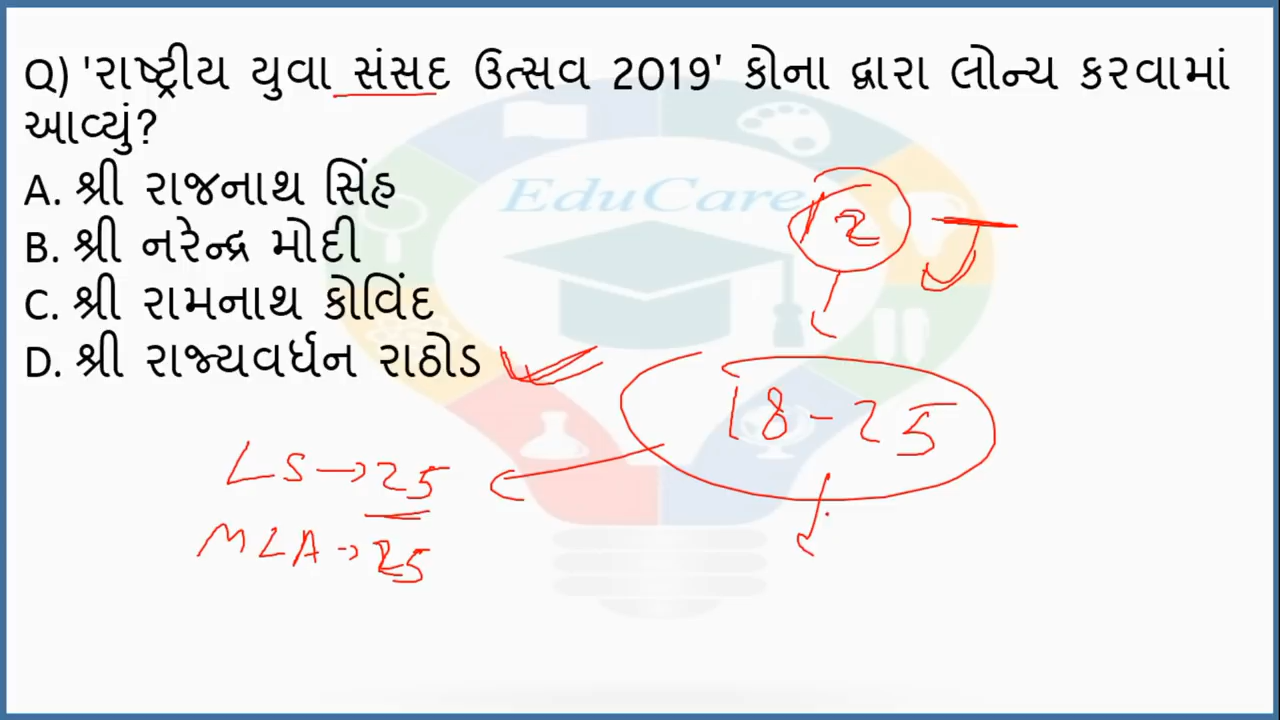 Q) 'રાષ્ટ્રીય યુવા સંસદ ઉત્સવ 2019' કોના દ્વારા લોન્ચ કરવામાં
આવ્યું?
A. શ્રી રાજનાથ સિંહ
B. શ્રી નરેન્દ્ર મોદી
C. શ્રી રામનાથ કોવિંદ
D. શ્રી રાજ્યવર્ધન રાઠોડ
EduCare
12 J
18-25
LS → 25
MLA → 25